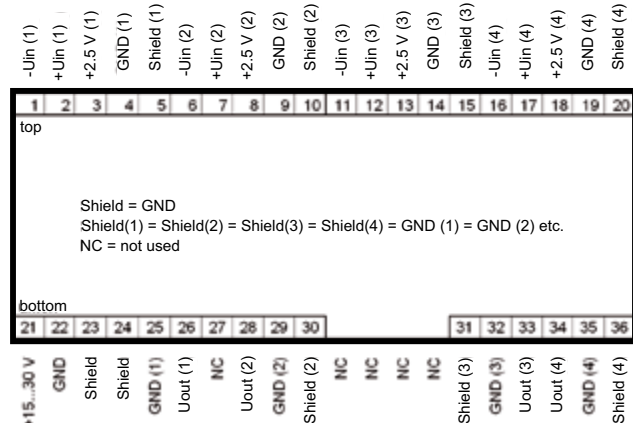 -Uin (1) +Uin (1) +2.5 V (1) GND (1) Shield (1) -Uin (2) +Uin (2) +2.5 V (2) GND (2) Shield (2) -Uin (3) +Uin (3) +2.5 V (3) GND (3) Shield (3) -Uin (4) +Uin (4) +2.5 V (4) GND (4) Shield (4)
1 2 3 4 5 6 7 8 9 10 11 12 13 14 15 16 17 18 19 20
top
Shield = GND
Shield(1) = Shield(2) = Shield(3) = Shield(4) = GND (1) = GND (2) etc.
NC = not used
bottom
21 22 23 24 25 26 27 28 29 30 31 32 33 34 35 36
+15...30 V GND Shield Shield GND (1) Uout (1) NC Uout (2) GND (2) Shield (2) NC NC NC NC Shield (3) GND (3) Uout (3) Uout (4) GND (4) Shield (4)